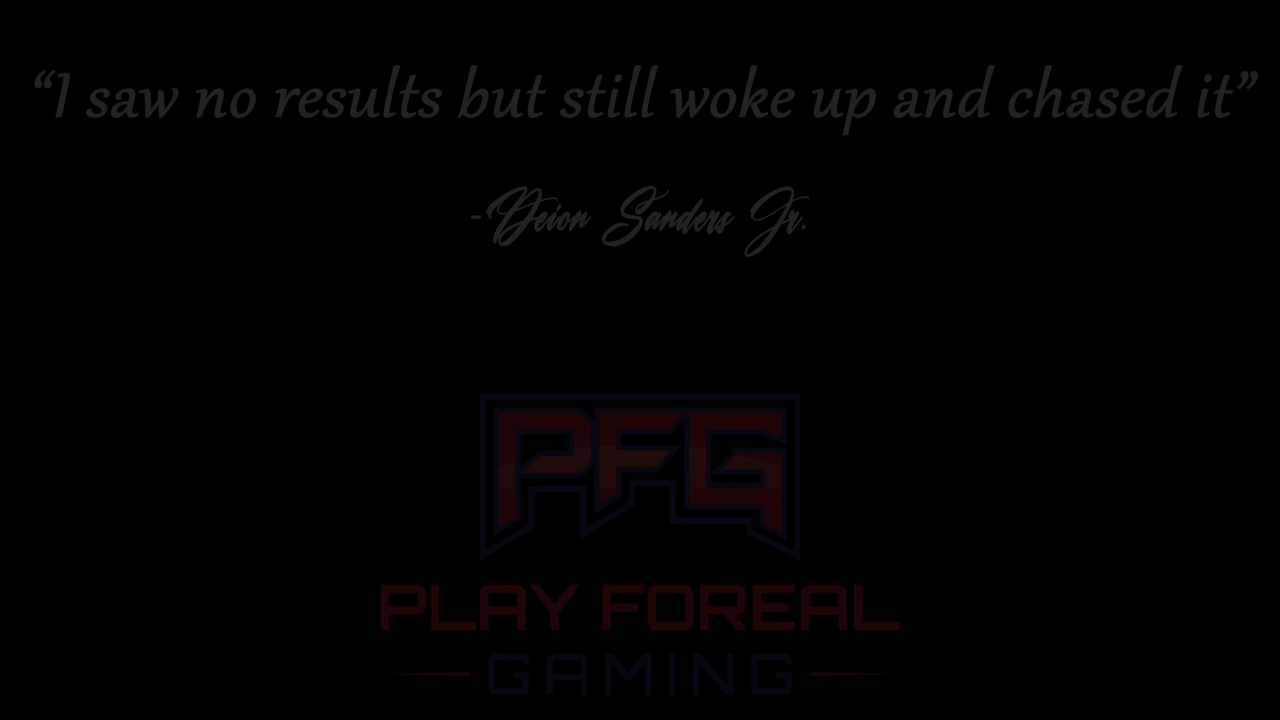 “I saw no results but still woke up and chased it”
-Deion Sanders Jr.
PFG
PLAY FOREAL
GAMING